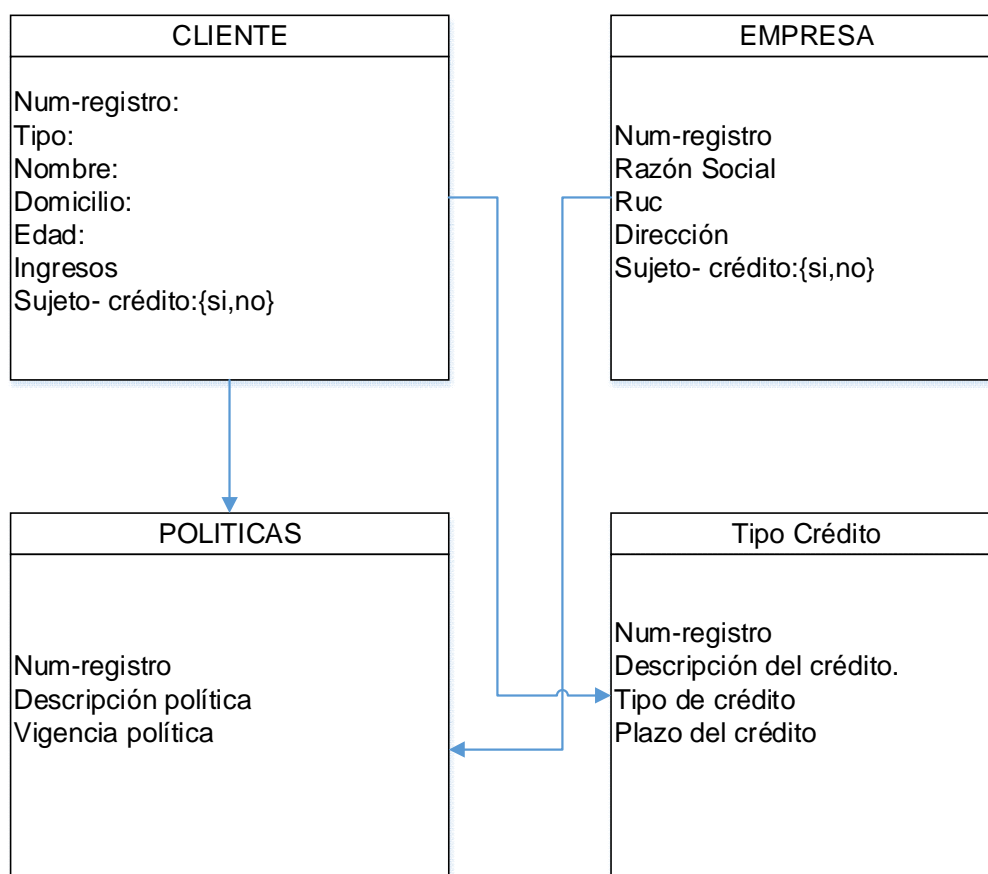 CLIENTE
Num-registro:
Tipo:
Nombre:
Domicilio:
Edad:
Ingresos
Sujeto- crédito:{si,no}
EMPRESA
Num-registro
Razón Social
Ruc
Dirección
Sujeto- crédito:{si,no}
POLITICAS
Num-registro
Descripción política
Vigencia política
Tipo Crédito
Num-registro
Descripción del crédito.
Tipo de crédito
Plazo del crédito